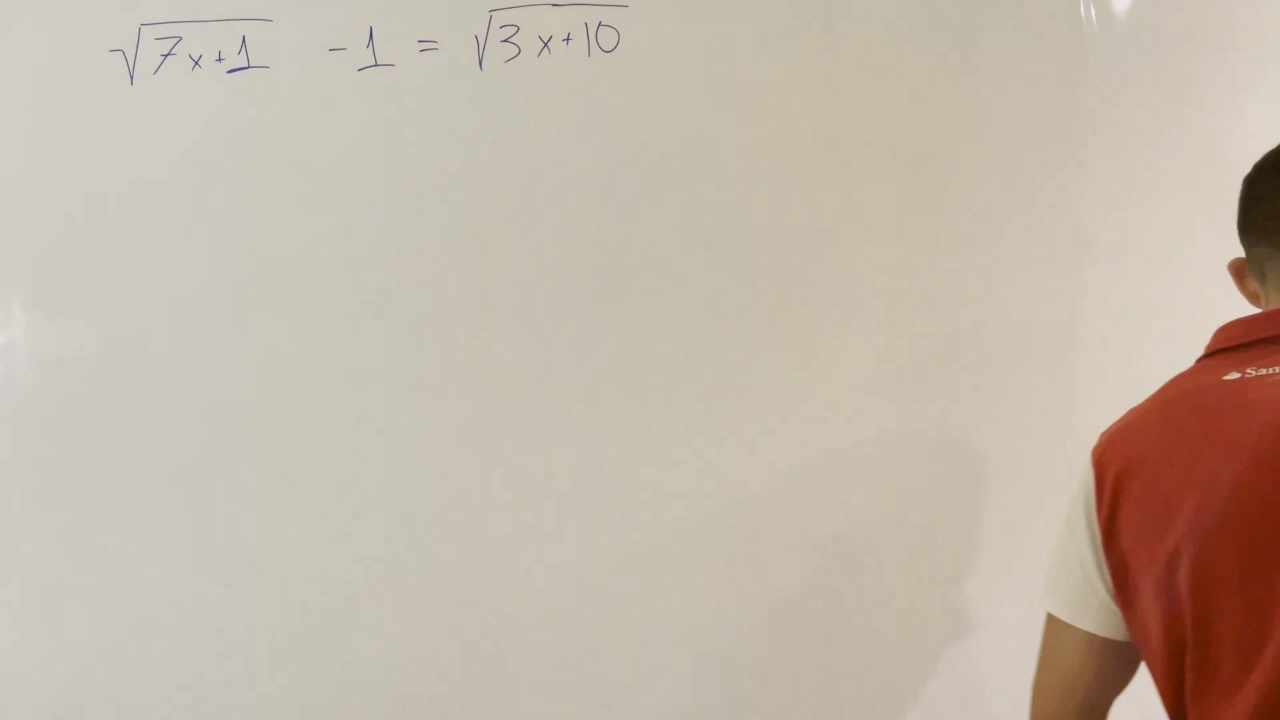 √7x+1 -1 = √3x+10